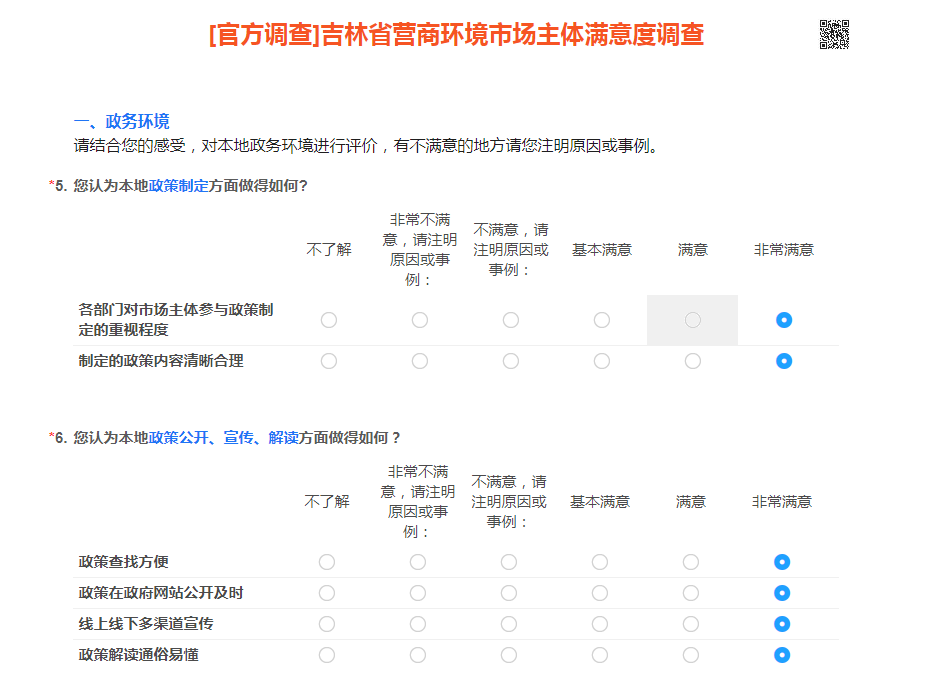 [官方调查]吉林省营商环境市场主体满意度调查
一、政务环境
请结合您的感受，对本地政务环境进行评价，有不满意的地方请您注明原因或事例。
*5. 您认为本地政策制定方面做得如何?
不了解
非常不满
意，请注明
原因或事
例：
不满意，请
注明原因或
事例：
基本满意
满意
非常满意
各部门对市场主体参与政策制
定的重视程度
制定的政策内容清晰合理
*6. 您认为本地政策公开、宣传、解读方面做得如何？
不了解
非常不满
意，请注明
原因或事
例：
不满意，请
注明原因或
事例：
基本满意
满意
非常满意
政策查找方便
政策在政府网站公开及时
线上线下多渠道宣传
政策解读通俗易懂